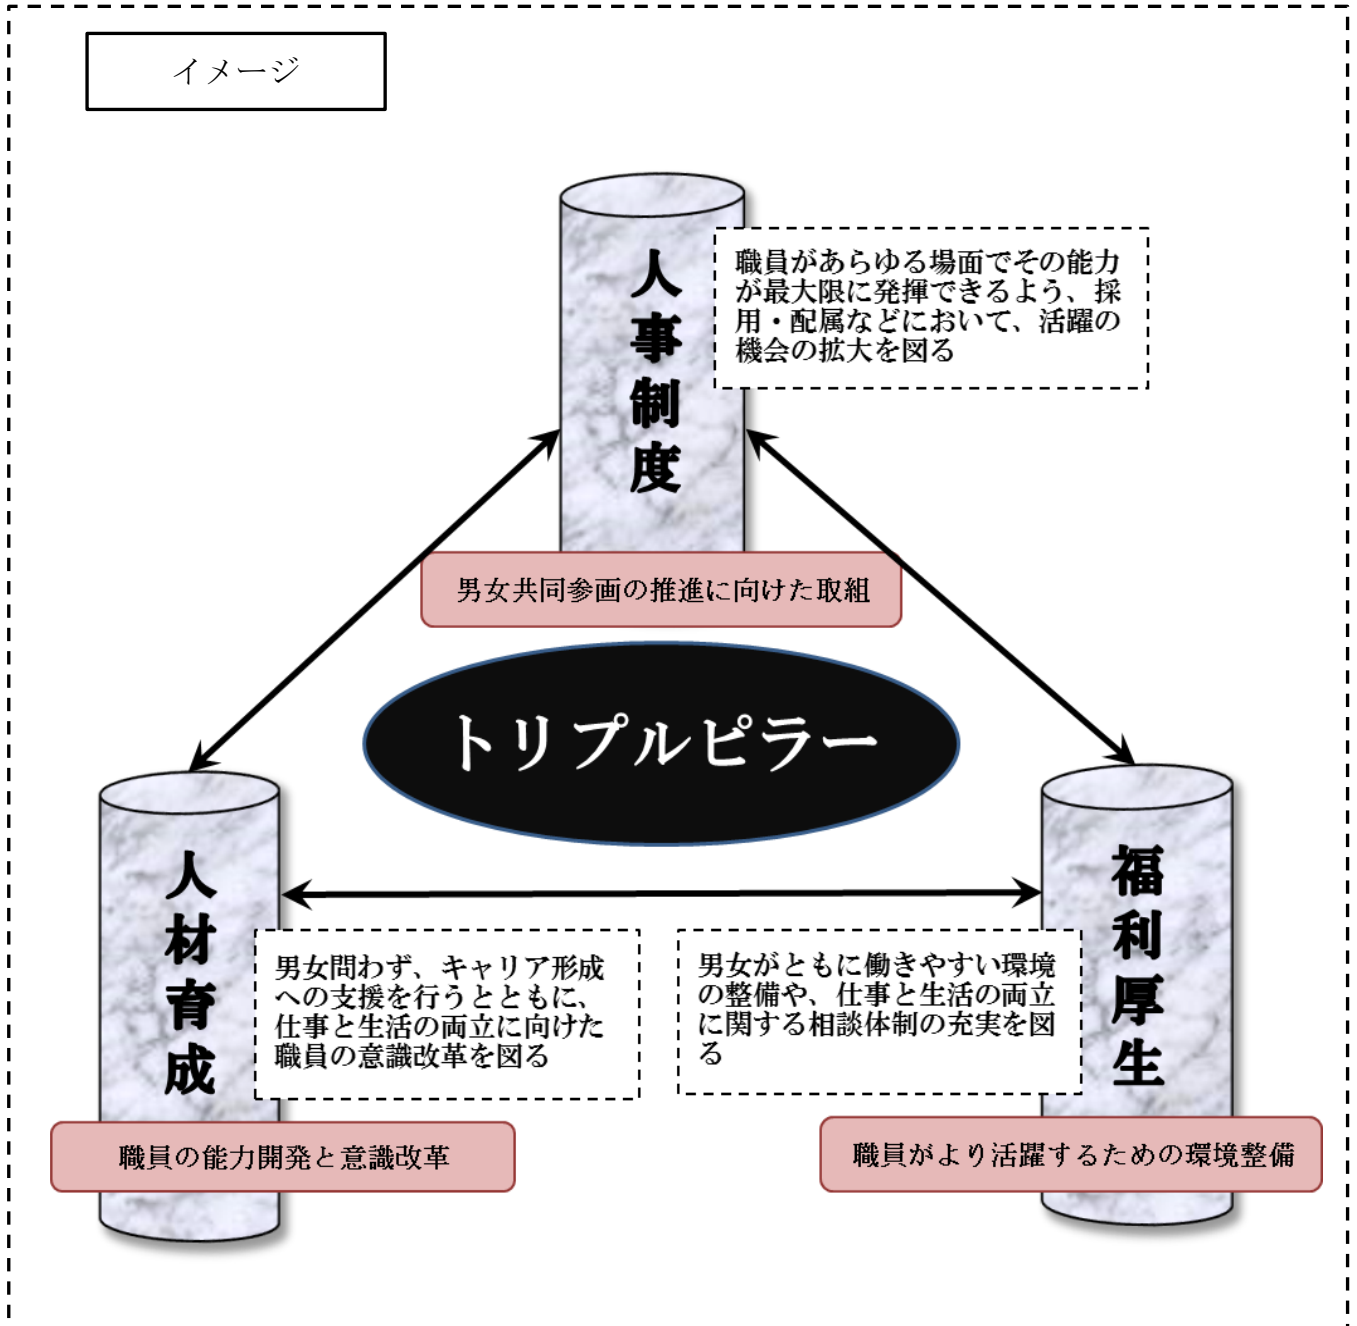 イメージ
人事制度
職員があらゆる場面でその能力
が最大限に発揮できるよう、採
用・配属などにおいて、活躍の
機会の拡大を図る
男女共同参画の推進に向けた取組
トリプルピラー
人材育成
男女問わず、キャリア形成
への支援を行うとともに、
仕事と生活の両立に向けた
職員の意識改革を図る
職員の能力開発と意識改革
福利厚生
男女がともに働きやすい環境
の整備や、仕事と生活の両立
に関する相談体制の充実を図
る
職員がより活躍するための環境整備